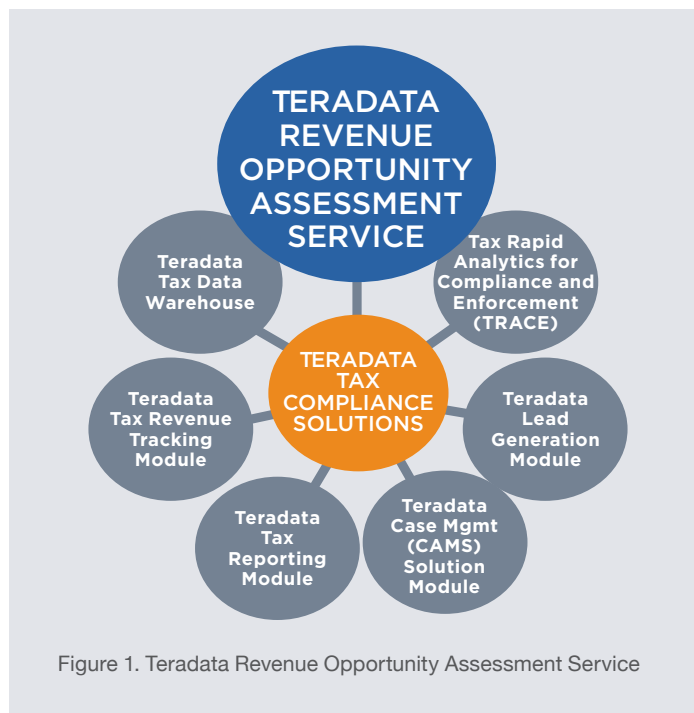 TERADATA
REVENUE
OPPORTUNITY
ASSESSMENT
SERVICE
Teradata
Tax Data
Warehouse
Tax Rapid
Analytics for
Compliance and
Enforcement
(TRACE)
TERADATA
TAX
COMPLIANCE
SOLUTIONS
Teradata
Tax Revenue
Tracking
Module
Teradata
Lead
Generation
Module
Teradata
Tax
Reporting
Module
Teradata
Case Mgmt
(CAMS)
Solution
Module
Figure 1. Teradata Revenue Opportunity Assessment Service